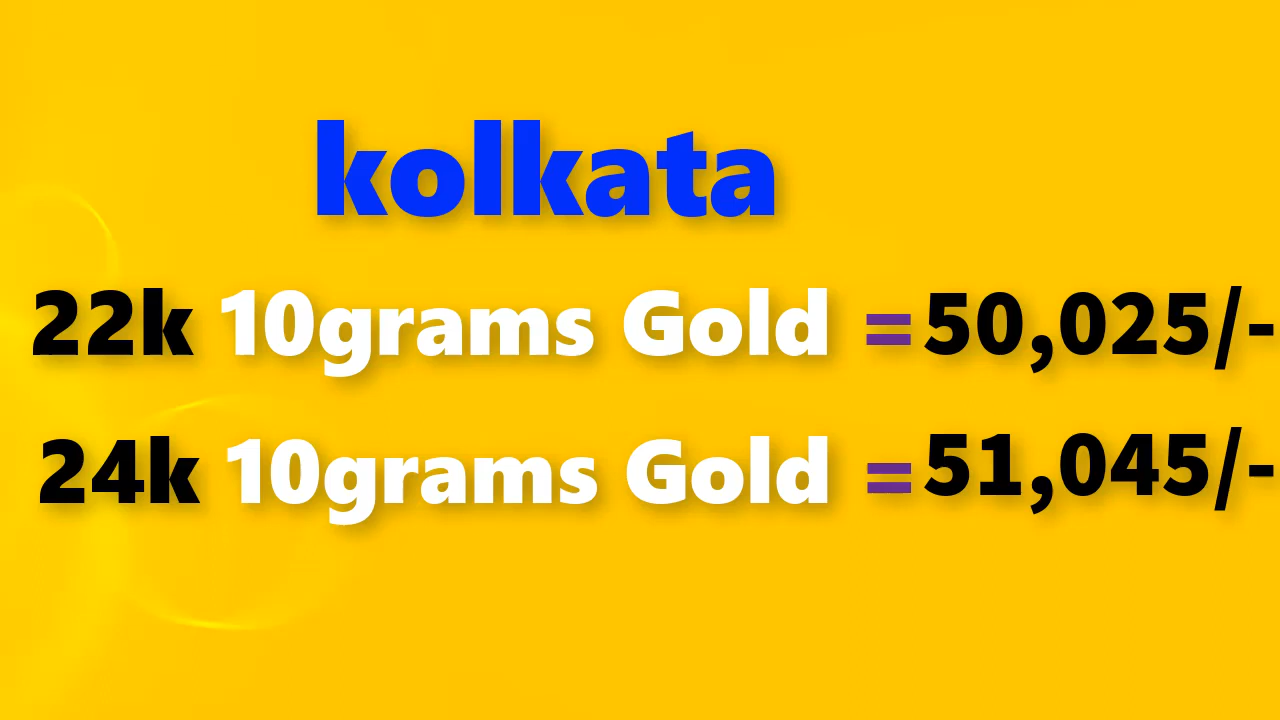 kolkata
22k 10grams Gold =50,025/-
24k 10grams Gold =51,045/-